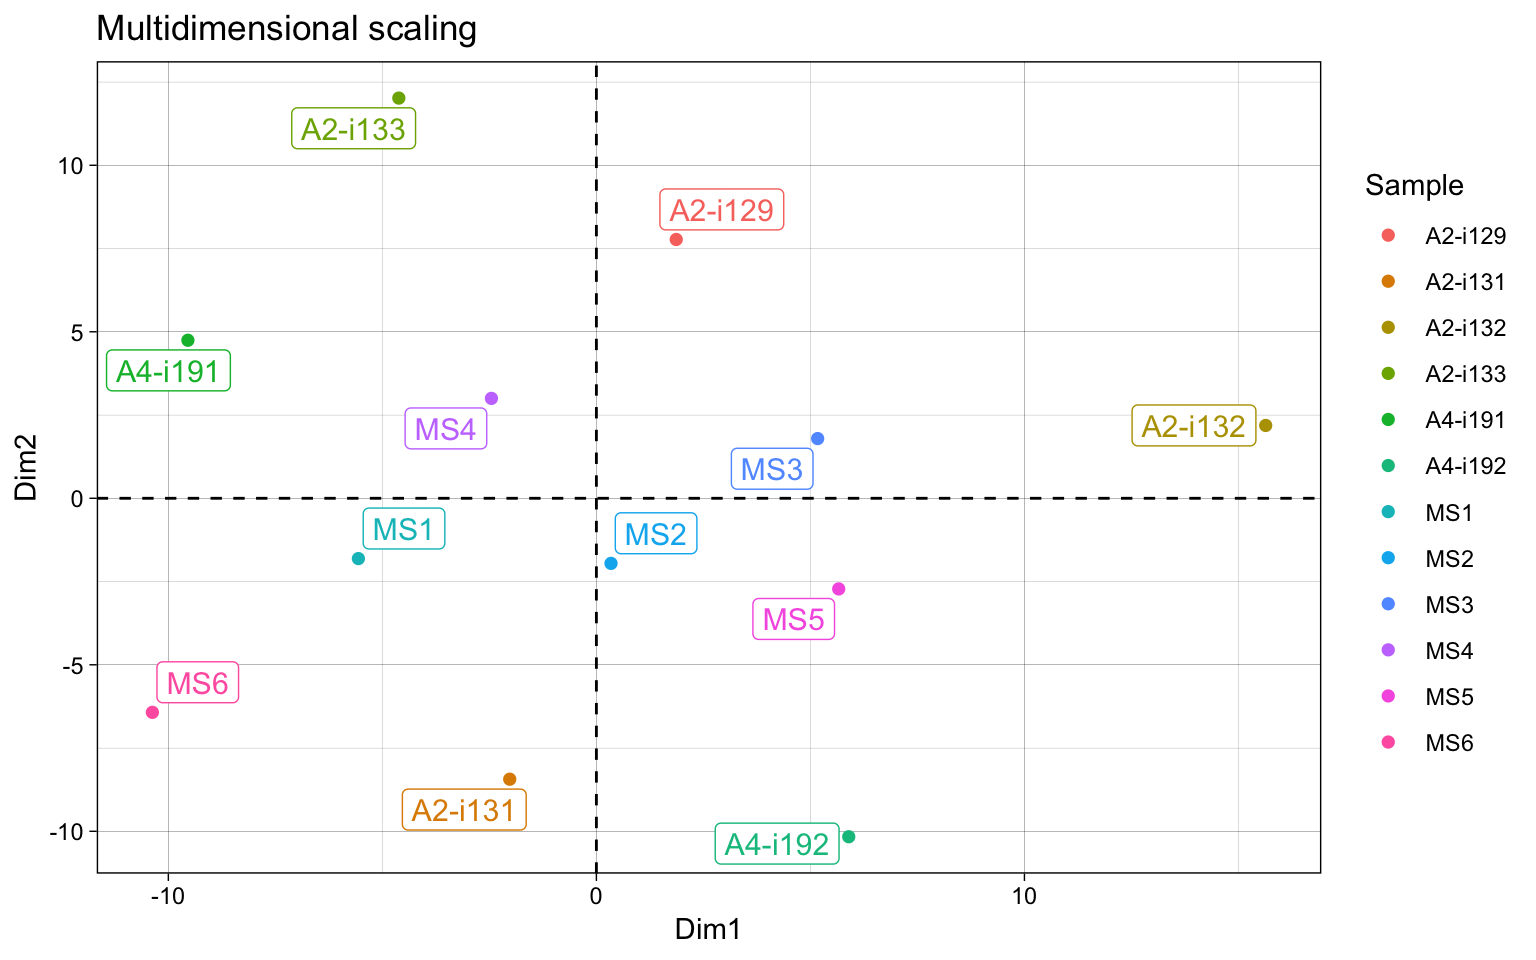 Multidimensional scaling
A2-i133
10
A2-i129
Sample
A2-i129
A2-i131
A2-i132
A2-i133
A4-i191
A4-i192
MS1
MS2
MS3
MS4
MS5
MS6
5
A4-i191
MS4
A2-i132
MS3
Dim2
0
MS1
MS2
MS5
-5
MS6
A2-i131
-10
A4-i192
-10
0
10
Dim1